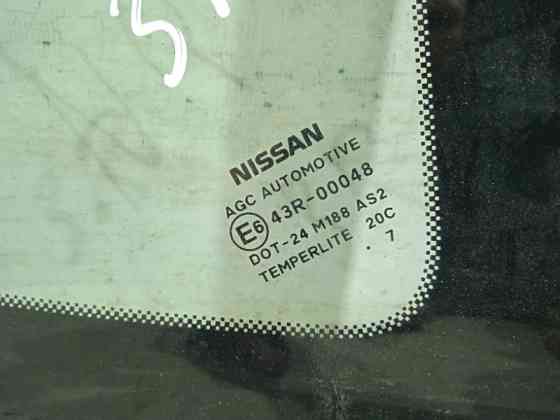 NISSAN
AGC AUTOMOTIVE
E6 43R-00048
DOT-24 M188 AS2
TEMPERLITE 20C
. 7